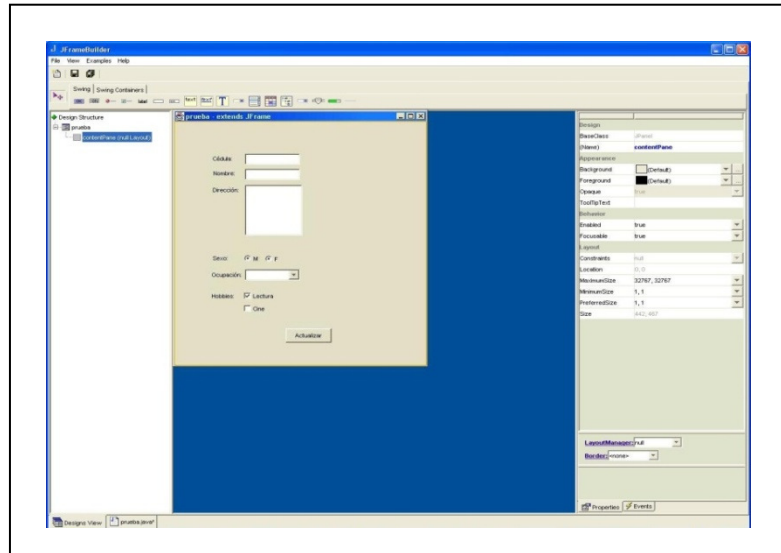 JFrameBuilder
File View Examples Help
Swing Swing Containers
Design Structure
prueba
contentPane (null Layout)
prueba - extends JFrame
Cédula:
Nombre:
Dirección:
Sexo: M F
Ocupación:
Hobbies: Lectura
Cine
Actualizar
Design
BaseClass JPanel
(Name) contentPane
Appearance
Background (Default)
Foreground (Default)
Opaque true
ToolTipText
Behavior
Enabled true
Focusable true
Layout
Constraints null
Location 0, 0
MaximumSize 32767, 32767
MinimumSize 1, 1
PreferredSize 1, 1
Size 442, 467
LayoutManager: null
Border: <none>
Properties Events
Designs View prueba.java*